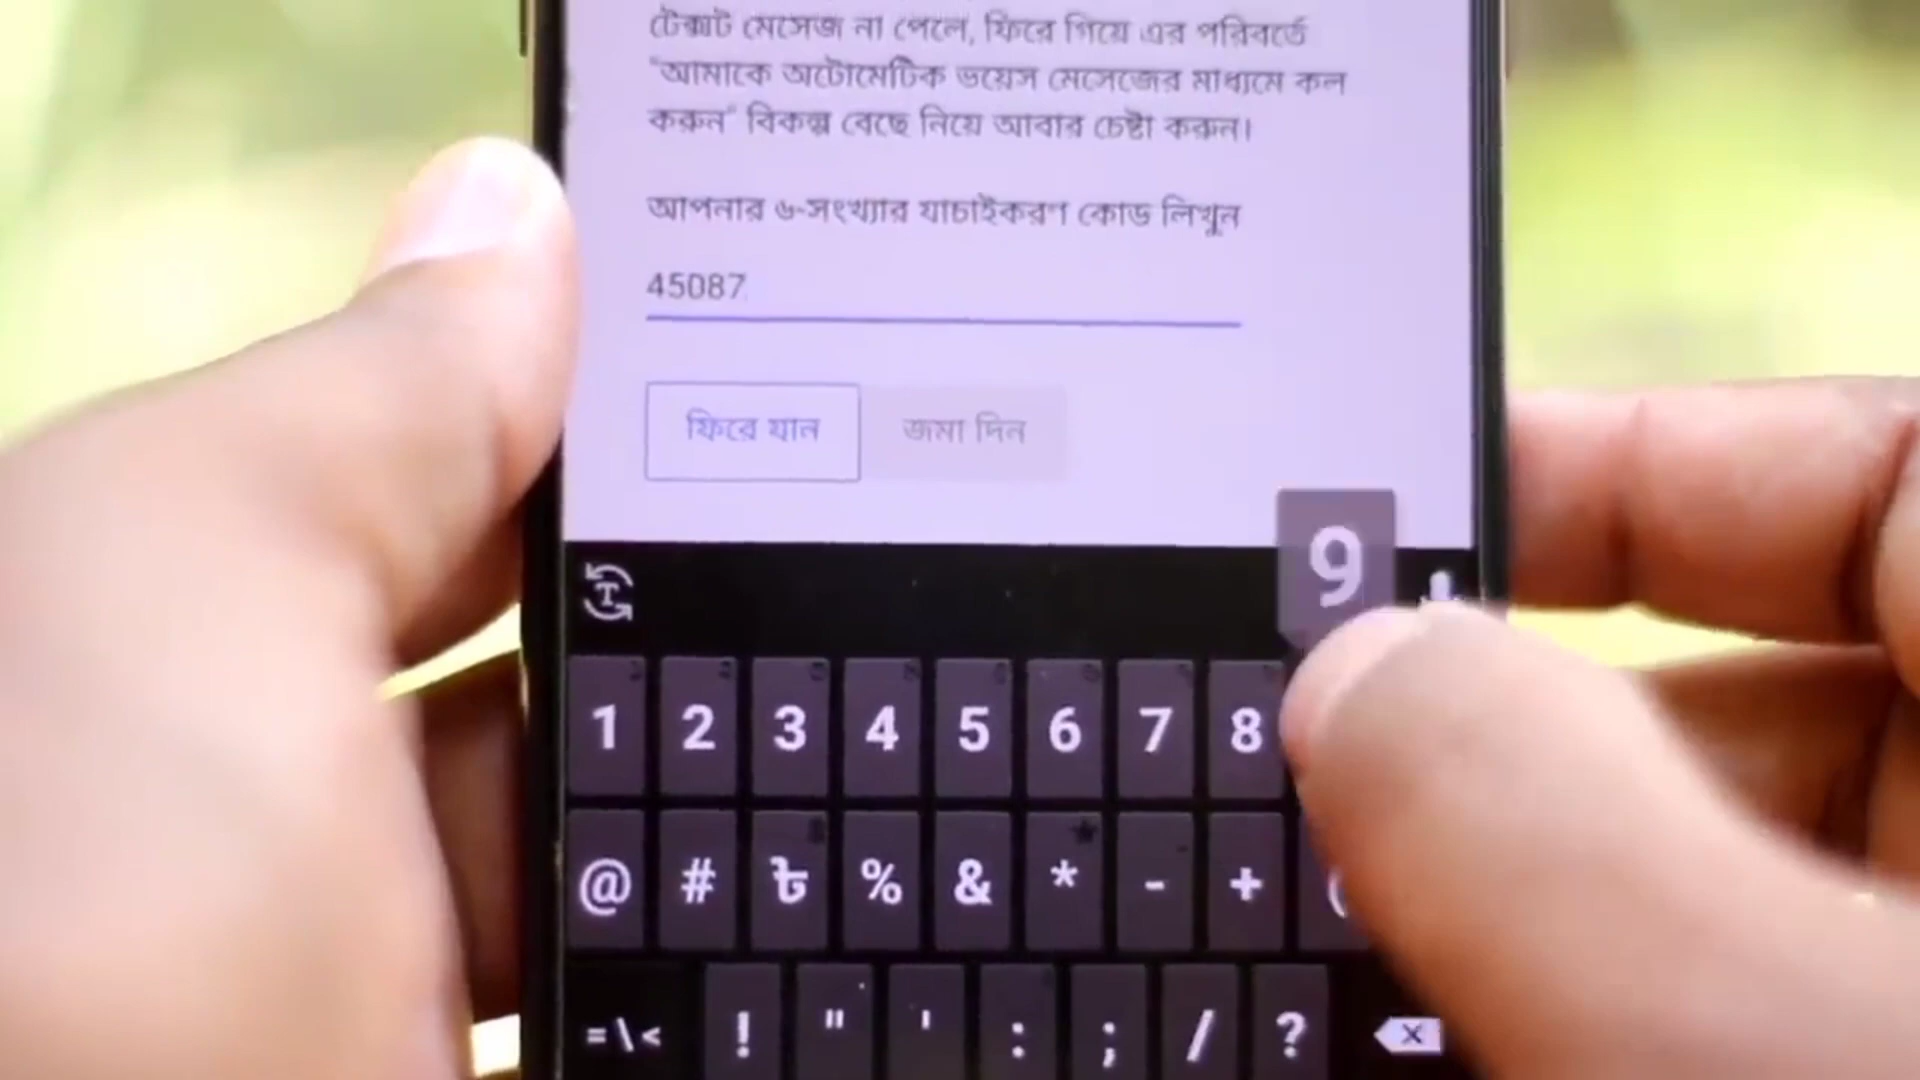 টেক্সট মেসেজ না পেলে, ফিরে গিয়ে এর পরিবর্তে
"আমাকে অটোমেটিক ভয়েস মেসেজের মাধ্যমে কল
করুন" বিকল্প বেছে নিয়ে আবার চেষ্টা করুন।
আপনার ৬-সংখ্যার যাচাইকরণ কোড লিখুন
45087
ফিরে যান জমা দিন
9
1 2 3 4 5 6 7 8
@ # ৳ % & * - + (
=\< ! " ' : ; / ?